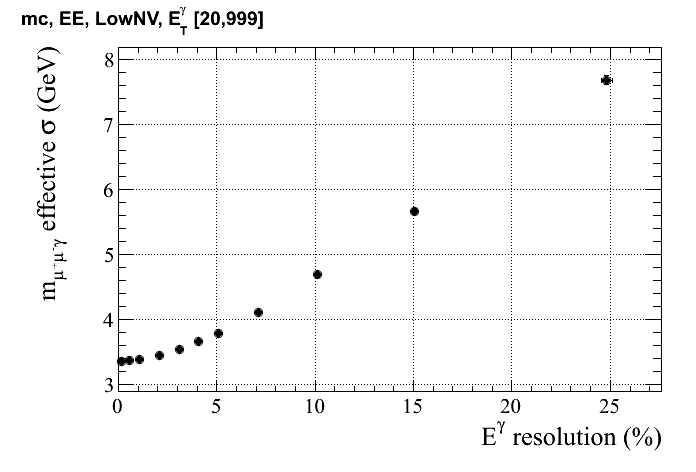 mc, EE, LowNV, E_T^γ [20,999]
m_μ⁺μ⁻γ effective σ (GeV)
8
7
6
5
4
3
0 5 10 15 20 25
E^γ resolution (%)